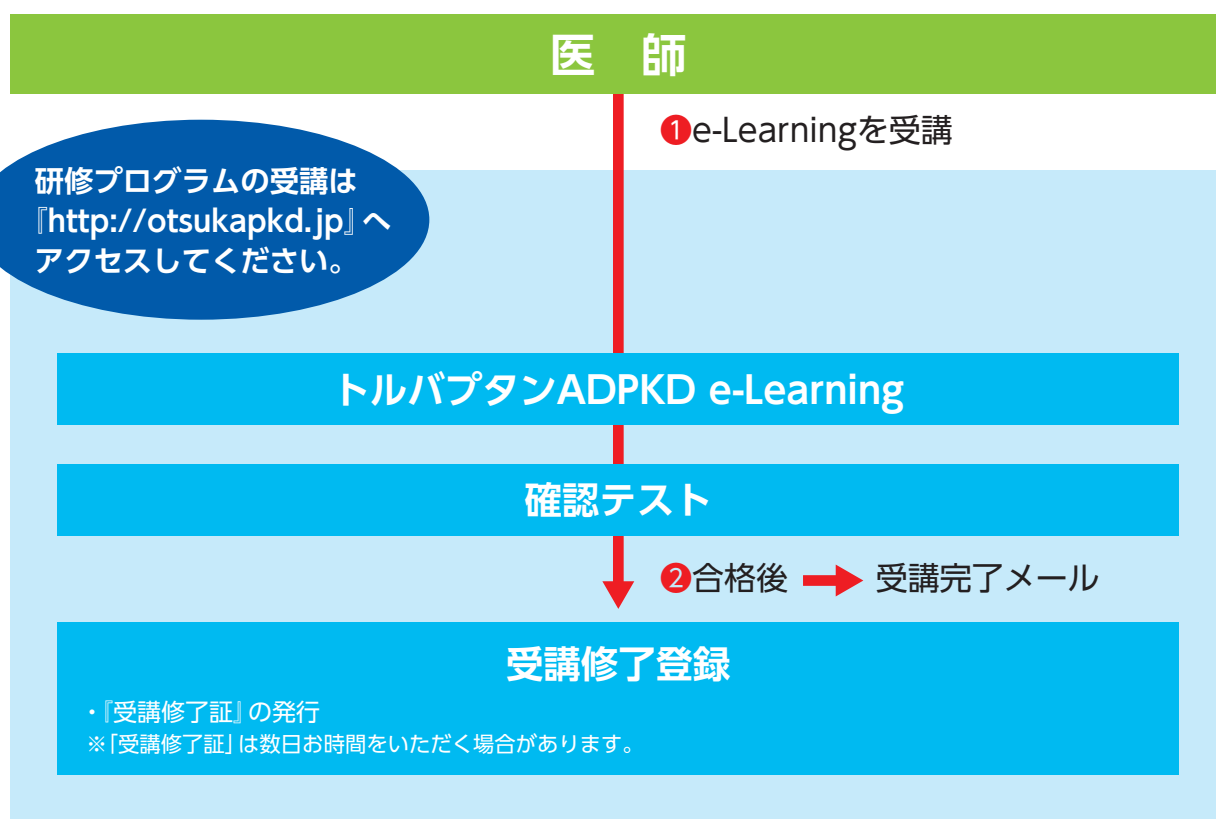 医 師
❶e-Learningを受講
研修プログラムの受講は
『http://otsukapkd.jp』へ
アクセスしてください。
トルバプタンADPKD e-Learning
確認テスト
❷合格後 → 受講完了メール
受講修了登録
・『受講修了証』の発行
※「受講修了証」は数日お時間をいただく場合があります。